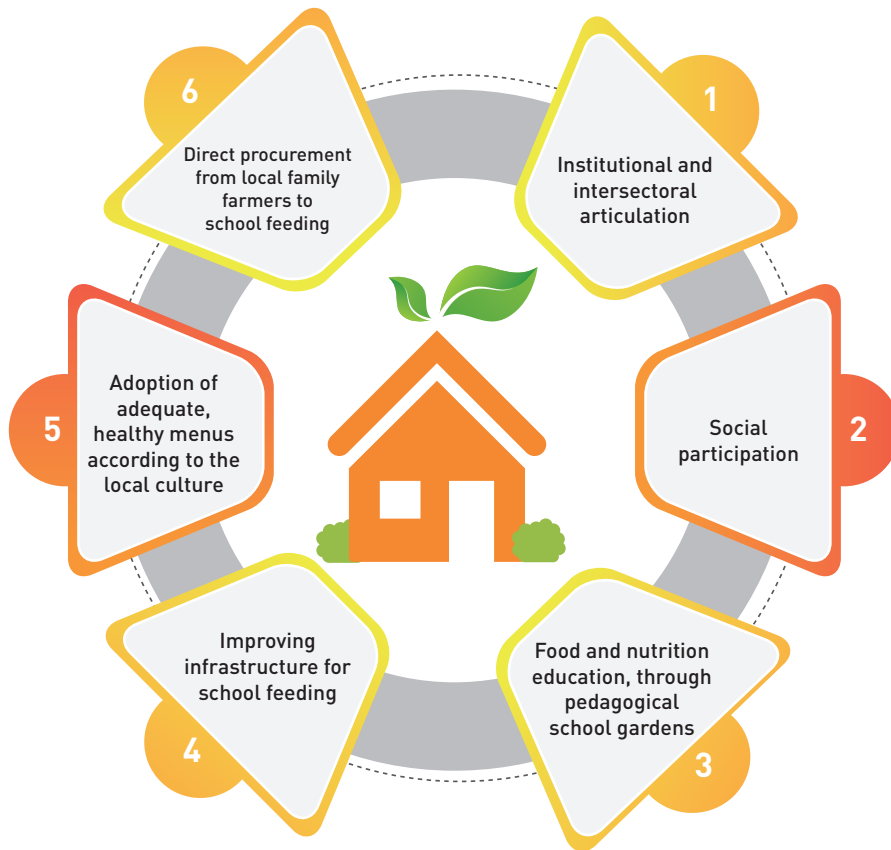 1
Institutional and
intersectoral
articulation
2
Social
participation
3
Food and nutrition
education, through
pedagogical
school gardens
4
Improving
infrastructure for
school feeding
5
Adoption of
adequate,
healthy menus
according to the
local culture
6
Direct procurement
from local family
farmers to
school feeding